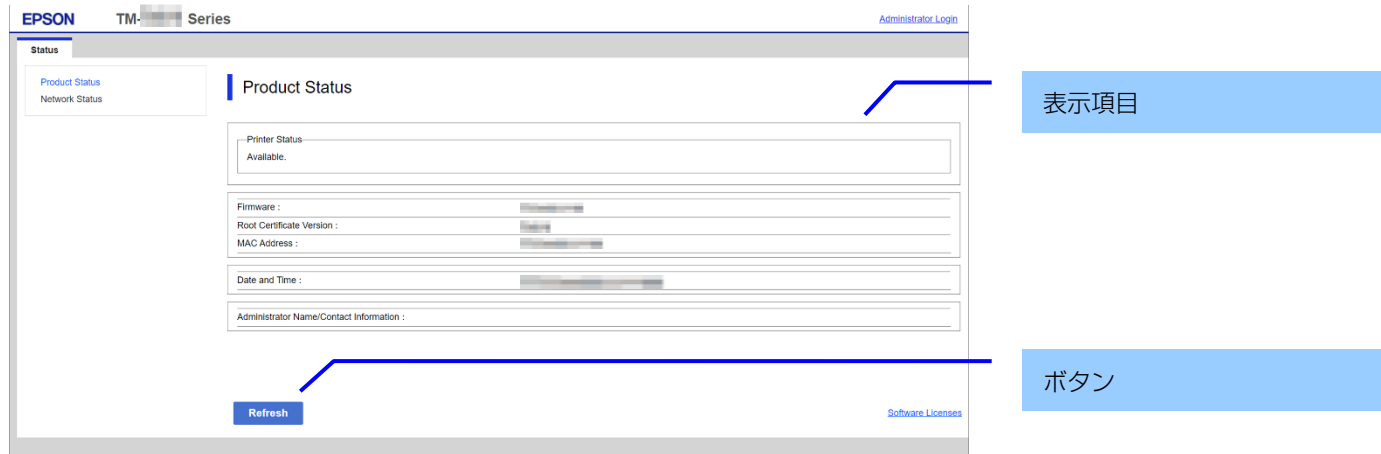 EPSON TM- Series Administrator Login
Status
Product Status
Network Status
Product Status
表示項目
Printer Status
Available.
Firmware :
Root Certificate Version :
MAC Address :
Date and Time :
Administrator Name/Contact Information :
ボタン
Refresh
Software Licenses